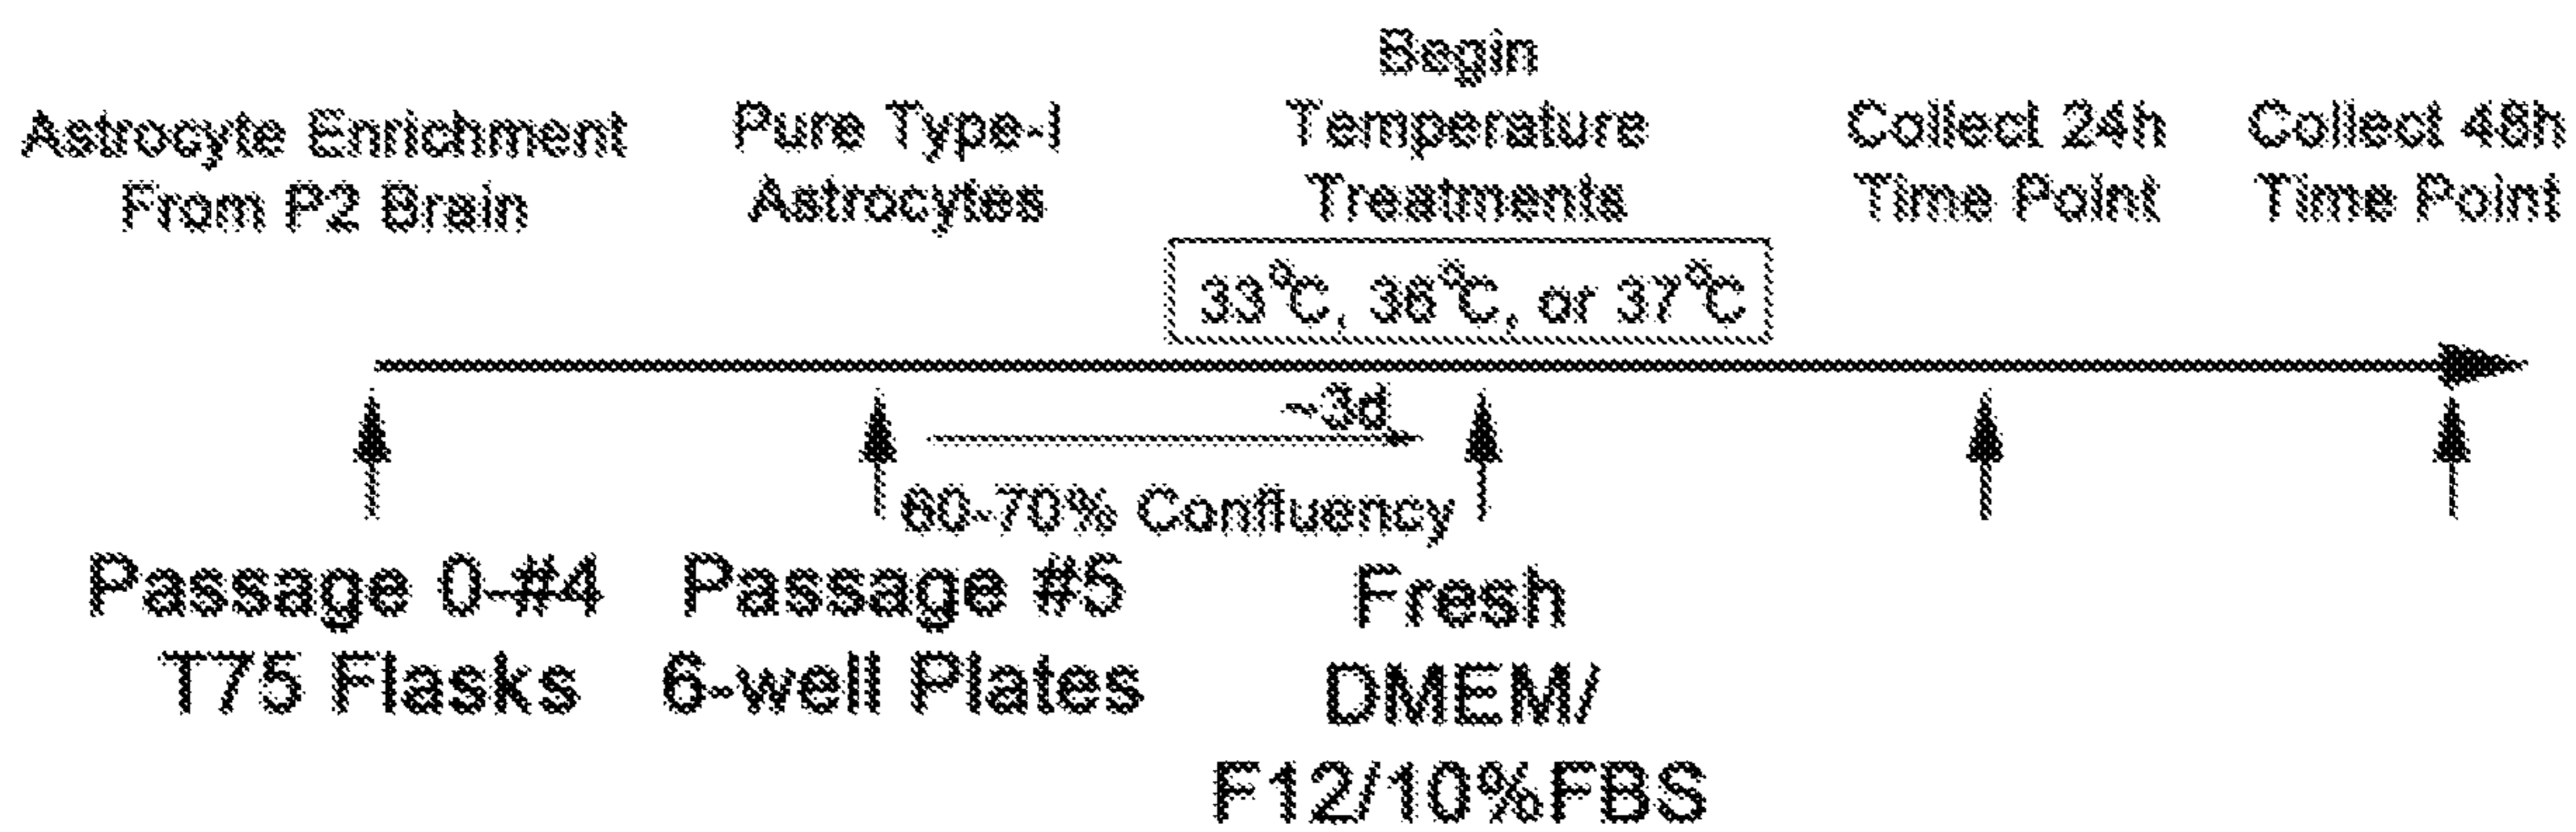 Astrocyte Enrichment
From P2 Brain
Pure Type-I
Astrocytes
Begin
Temperature
Treatments
Collect 24h
Time Point
Collect 48h
Time Point
33°C, 36°C, or 37°C
~3d
60-70% Confluency
Passage 0-#4
T75 Flasks
Passage #5
6-well Plates
Fresh
DMEM/
F12/10%FBS